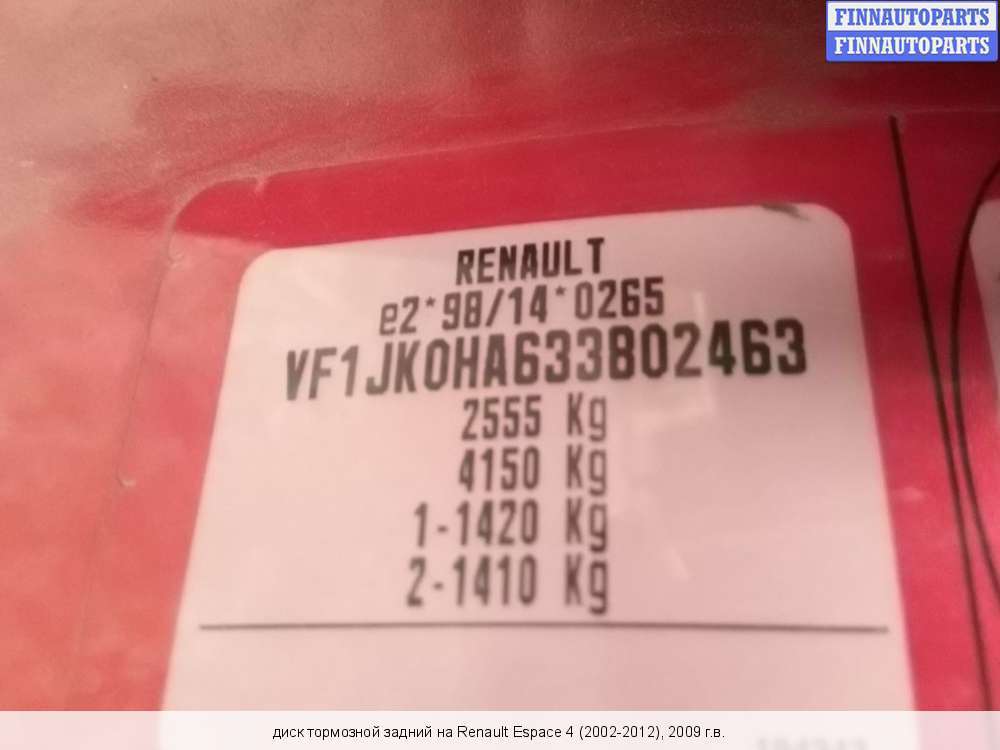 FINNAUTOPARTS
FINNAUTOPARTS
RENAULT
e2*98/14*0265
VF1JK0HA633802463
2555 Kg
4150 Kg
1-1420 Kg
2-1410 Kg
диск тормозной задний на Renault Espace 4 (2002-2012), 2009 г.в.